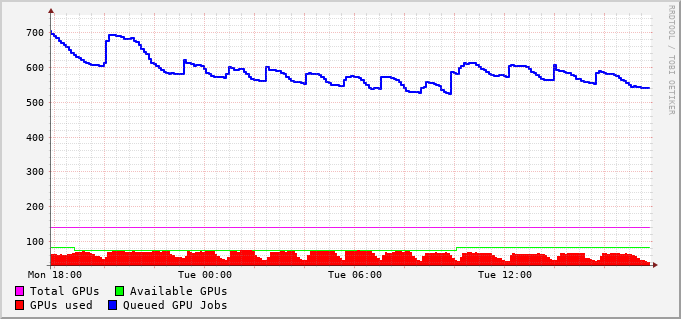 700
600
500
400
300
200
100
Mon 18:00 Tue 00:00 Tue 06:00 Tue 12:00
Total GPUs Available GPUs
GPUs used Queued GPU Jobs
RRDTOOL / TOBI OETIKER